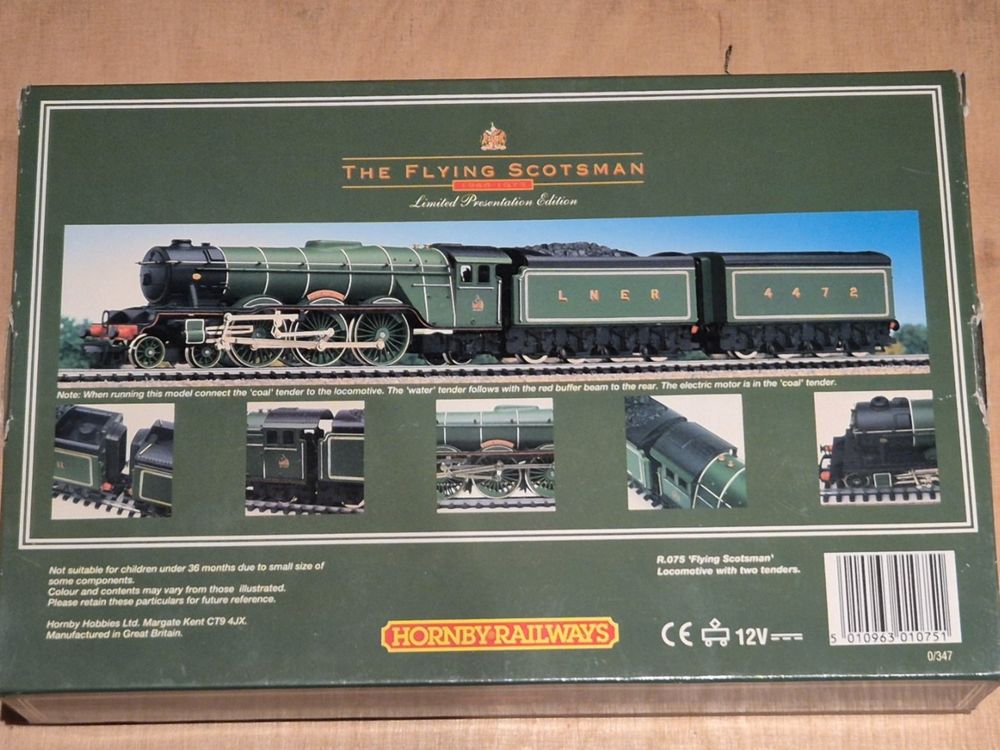 THE FLYING SCOTSMAN
Limited Presentation Edition
LNER
4472
Note: When running this model connect the 'coal' tender to the locomotive. The 'water' tender follows with the red buffer beam to the rear. The electric motor is in the 'coal' tender.
Not suitable for children under 36 months due to small size of
some components.
Colour and contents may vary from those illustrated.
Please retain these particulars for future reference.
Hornby Hobbies Ltd. Margate Kent CT9 4JX.
Manufactured in Great Britain.
HORNBY RAILWAYS
R.075 'Flying Scotsman'
Locomotive with two tenders.
CE 12V
5 010963 010751
0/347